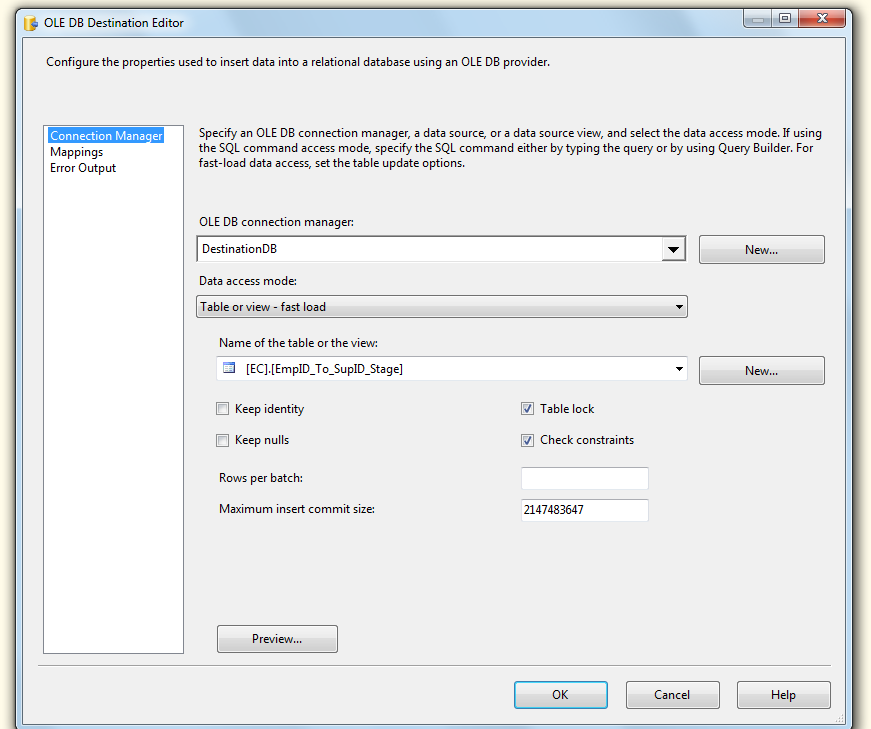 OLE DB Destination Editor
Configure the properties used to insert data into a relational database using an OLE DB provider.
Connection Manager
Mappings
Error Output
Specify an OLE DB connection manager, a data source, or a data source view, and select the data access mode. If using
the SQL command access mode, specify the SQL command either by typing the query or by using Query Builder. For
fast-load data access, set the table update options.
OLE DB connection manager:
DestinationDB
New...
Data access mode:
Table or view - fast load
Name of the table or the view:
[EC].[EmpID_To_SupID_Stage]
New...
Keep identity
Table lock
Keep nulls
Check constraints
Rows per batch:
Maximum insert commit size:
2147483647
Preview...
OK
Cancel
Help